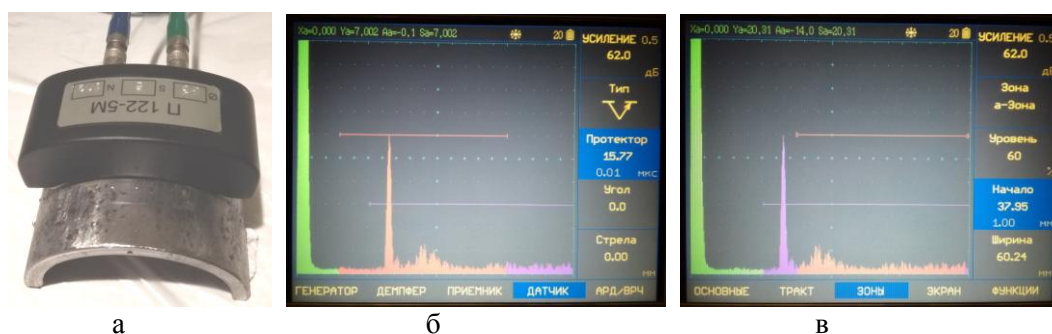 П 122-5М
N
S
Ø
Xa=0,000 Ya=7,002 Aa=-0,1 Sa=7,002
20
УСИЛЕНИЕ 0.5
62.0
дБ
Тип
Протектор
15.77
0.01 мкс
Угол
0.0
Стрела
0.00
мм
ГЕНЕРАТОР ДЕМПФЕР ПРИЕМНИК ДАТЧИК АРД/ВРЧ
Xa=0,000 Ya=20,31 Aa=-14,0 Sa=20,31
20
УСИЛЕНИЕ 0.5
62.0
дБ
Зона
а-Зона
Уровень
60
%
Начало
37.95
1.00 мм
Ширина
60.24
мм
ОСНОВНЫЕ ТРАКТ ЗОНЫ ЭКРАН ФУНКЦИИ
а
б
в